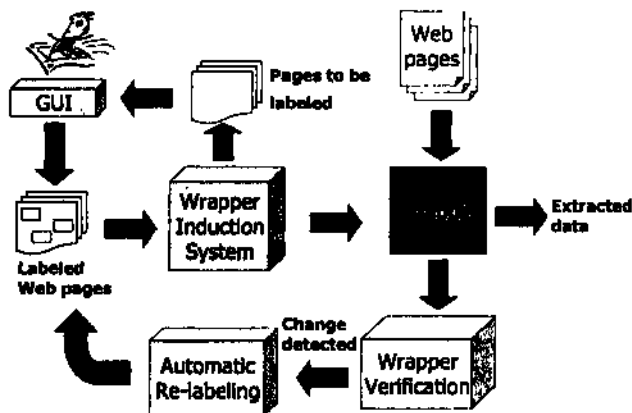 Web
pages
Pages to be
labeled
GUI
Wrapper
Induction
System
Extracted
data
Labeled
Web pages
Change
detected
Automatic
Re-labeling
Wrapper
Verification